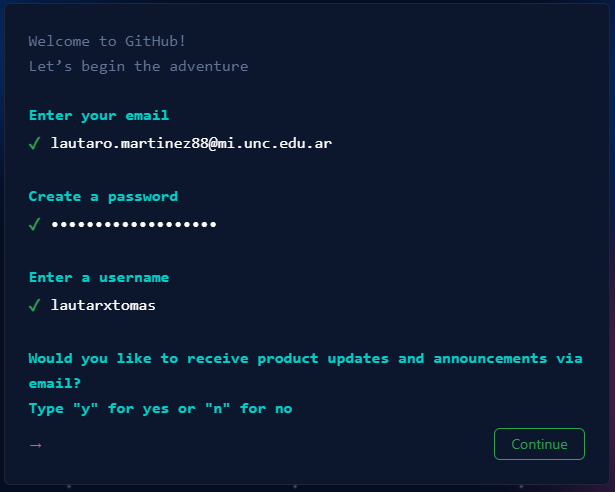 Welcome to GitHub!
Let’s begin the adventure
Enter your email
✓ lautaro.martinez88@mi.unc.edu.ar
Create a password
✓ •••••••••••••••••••
Enter a username
✓ lautarxtomas
Would you like to receive product updates and announcements via
email?
Type "y" for yes or "n" for no
→ Continue